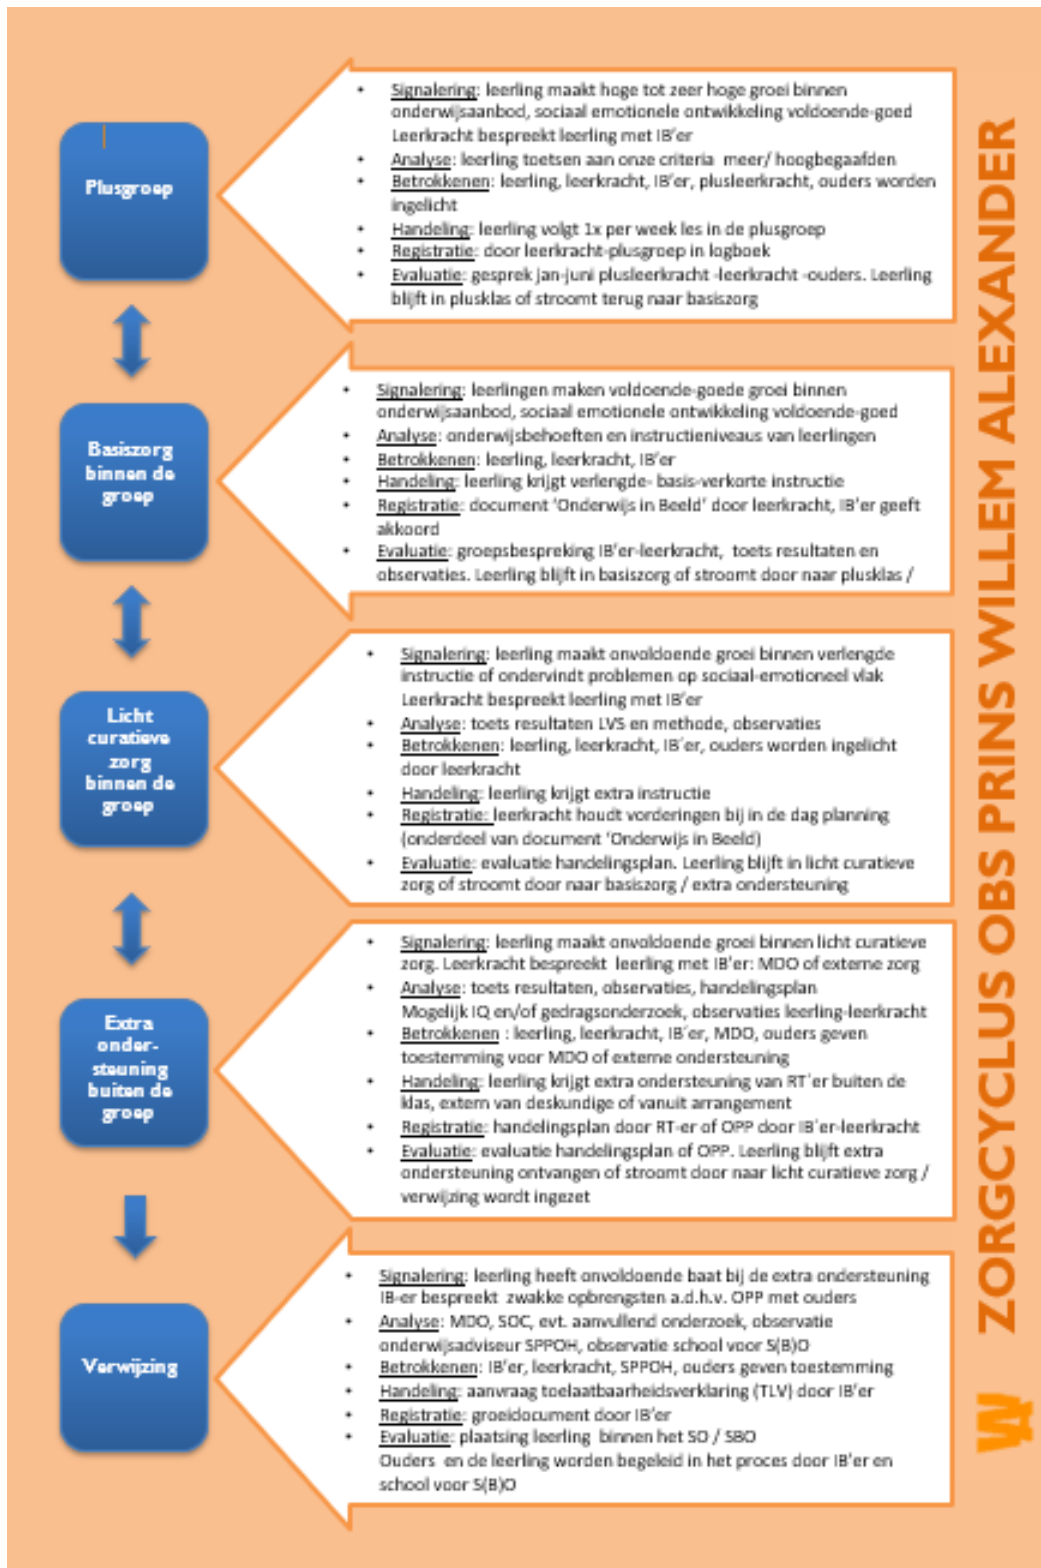 Plusgroep
• Signalering: leerling maakt hoge tot zeer hoge groei binnen
onderwijsaanbod, sociaal emotionele ontwikkeling voldoende-goed
Leerkracht bespreekt leerling met IB'er
• Analyse: leerling toetsen aan onze criteria meer/ hoogbegaafden
• Betrokkenen: leerling, leerkracht, IB'er, plusleerkracht, ouders worden
ingelicht
• Handeling: leerling volgt 1x per week les in de plusgroep
• Registratie: door leerkracht-plusgroep in logboek
• Evaluatie: gesprek jan-juni plusleerkracht -leerkracht -ouders. Leerling
blijft in plusklas of stroomt terug naar basiszorg
Basiszorg
binnen de
groep
• Signalering: leerlingen maken voldoende-goede groei binnen
onderwijsaanbod, sociaal emotionele ontwikkeling voldoende-goed
• Analyse: onderwijsbehoeften en instructieniveaus van leerlingen
• Betrokkenen: leerling, leerkracht, IB'er
• Handeling: leerling krijgt verlengde- basis-verkorte instructie
• Registratie: document 'Onderwijs in Beeld' door leerkracht, IB'er geeft
akkoord
• Evaluatie: groepsbespreking IB'er-leerkracht, toets resultaten en
observaties. Leerling blijft in basiszorg of stroomt door naar plusklas /
Licht
curatieve
zorg
binnen de
groep
• Signalering: leerling maakt onvoldoende groei binnen verlengde
instructie of ondervindt problemen op sociaal-emotioneel vlak
Leerkracht bespreekt leerling met IB'er
• Analyse: toets resultaten LVS en methode, observaties
• Betrokkenen: leerling, leerkracht, IB'er, ouders worden ingelicht
door leerkracht
• Handeling: leerling krijgt extra instructie
• Registratie: leerkracht houdt vorderingen bij in de dag planning
(onderdeel van document 'Onderwijs in Beeld)
• Evaluatie: evaluatie handelingsplan. Leerling blijft in licht curatieve
zorg of stroomt door naar basiszorg / extra ondersteuning
Extra
onder-
steuning
buiten de
groep
• Signalering: leerling maakt onvoldoende groei binnen licht curatieve
zorg. Leerkracht bespreekt leerling met IB'er: MDO of externe zorg
• Analyse: toets resultaten, observaties, handelingsplan
Mogelijk IQ en/of gedragsonderzoek, observaties leerling-leerkracht
• Betrokkenen : leerling, leerkracht, IB'er, MDO, ouders geven
toestemming voor MDO of externe ondersteuning
• Handeling: leerling krijgt extra ondersteuning van RT'er buiten de
klas, extern van deskundige of vanuit arrangement
• Registratie: handelingsplan door RT-er of OPP door IB'er-leerkracht
• Evaluatie: evaluatie handelingsplan of OPP. Leerling blijft extra
ondersteuning ontvangen of stroomt door naar licht curatieve zorg /
verwijzing wordt ingezet
Verwijzing
• Signalering: leerling heeft onvoldoende baat bij de extra ondersteuning
IB-er bespreekt zwakke opbrengsten a.d.h.v. OPP met ouders
• Analyse: MDO, SOC, evt. aanvullend onderzoek, observatie
onderwijsadviseur SPPOH, observatie school voor S(B)O
• Betrokkenen: IB'er, leerkracht, SPPOH, ouders geven toestemming
• Handeling: aanvraag toelaatbaarheidsverklaring (TLV) door IB'er
• Registratie: groeidocument door IB'er
• Evaluatie: plaatsing leerling binnen het SO / SBO
Ouders en de leerling worden begeleid in het proces door IB'er en
school voor S(B)O
ZORGCYCLUS OBS PRINS WILLEM ALEXANDER